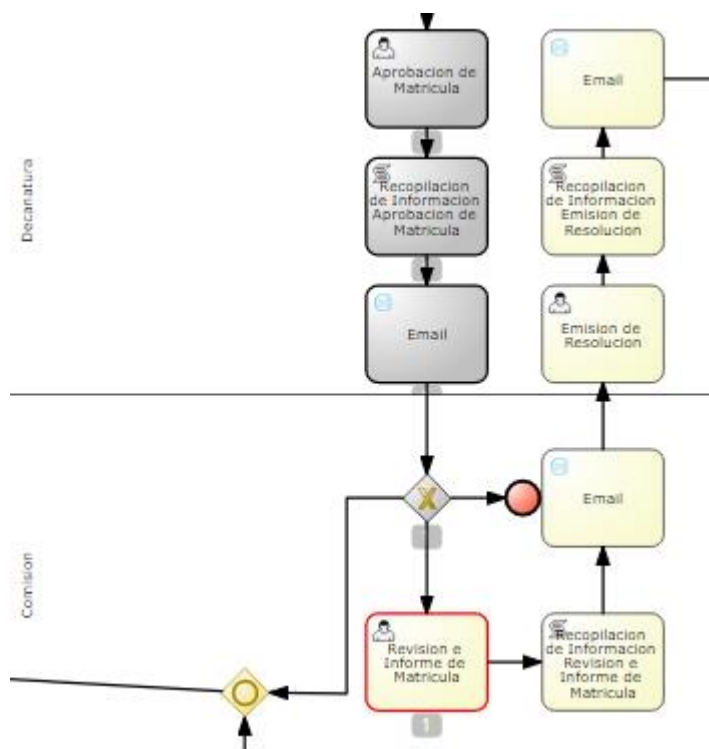 Decanatura
Aprobacion de
Matricula
Recopilacion
de Informacion
Aprobacion de
Matricula
Email
Email
Recopilacion
de Informacion
Emision de
Resolucion
Emision de
Resolucion
Comision
Email
Revision e
Informe de
Matricula
1
Recopilacion
de Informacion
Revision e
Informe de
Matricula